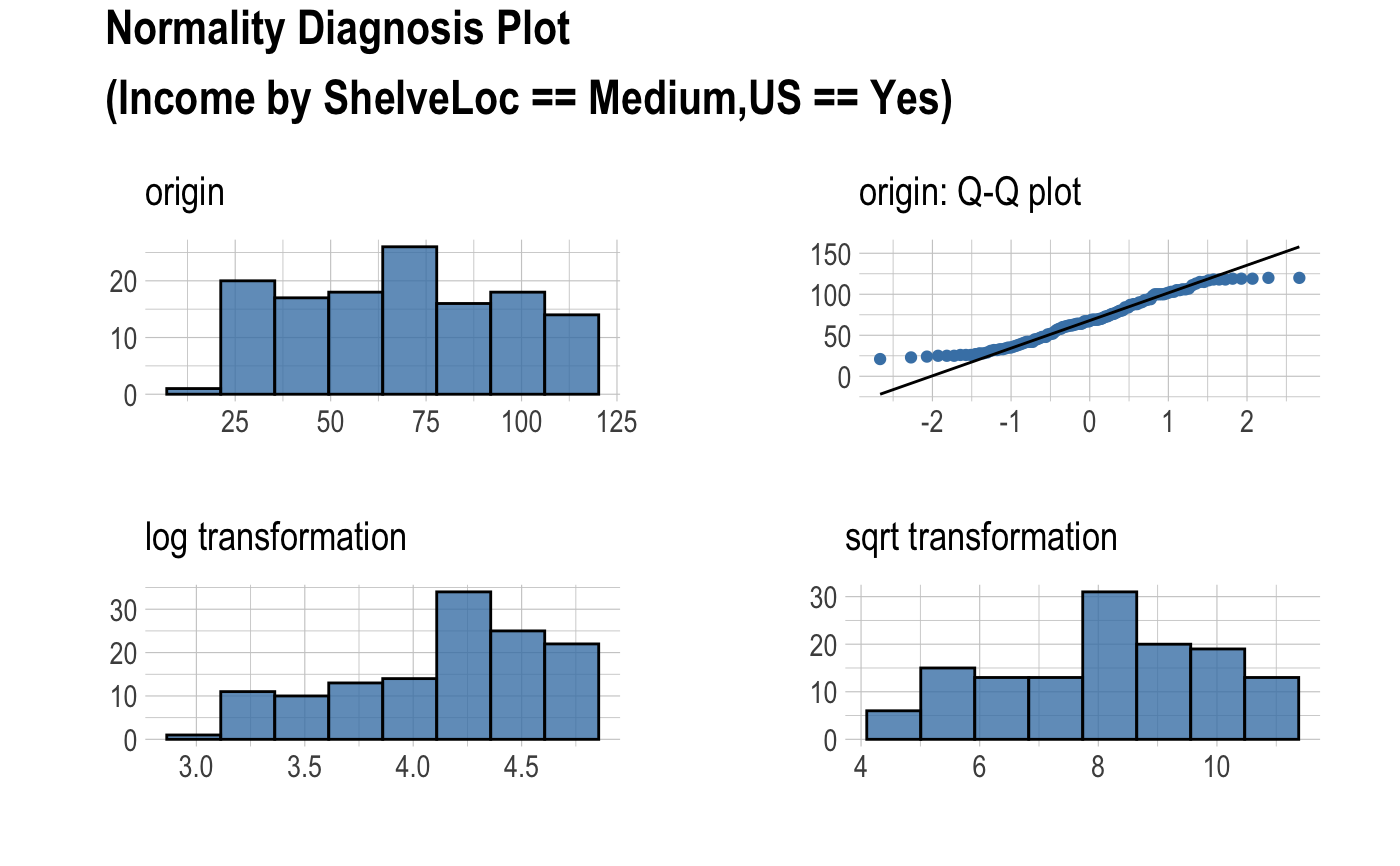 Normality Diagnosis Plot
(Income by ShelveLoc == Medium,US == Yes)
origin
20
10
0
25 50 75 100 125
origin: Q-Q plot
150
100
50
0
-2 -1 0 1 2
log transformation
30
20
10
0
3.0 3.5 4.0 4.5
sqrt transformation
30
20
10
0
4 6 8 10